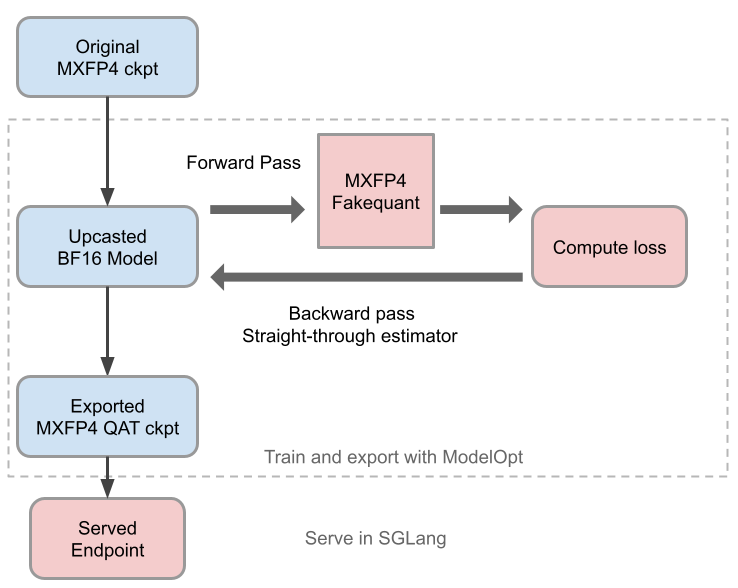 Original
MXFP4 ckpt
Forward Pass
MXFP4
Fakequant
Upcasted
BF16 Model
Compute loss
Backward pass
Straight-through estimator
Exported
MXFP4 QAT ckpt
Train and export with ModelOpt
Served
Endpoint
Serve in SGLang